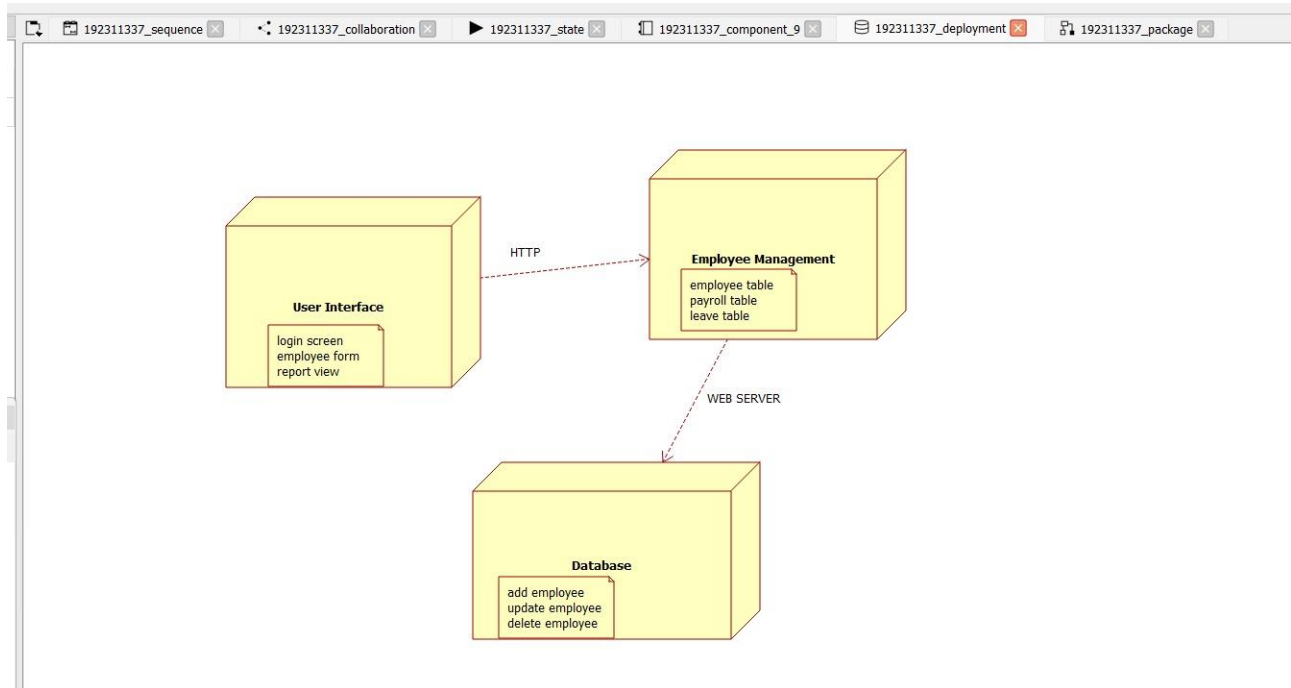 192311337_sequence
192311337_collaboration
192311337_state
192311337_component_9
192311337_deployment
192311337_package
HTTP
Employee Management
employee table
payroll table
leave table
User Interface
login screen
employee form
report view
WEB SERVER
Database
add employee
update employee
delete employee